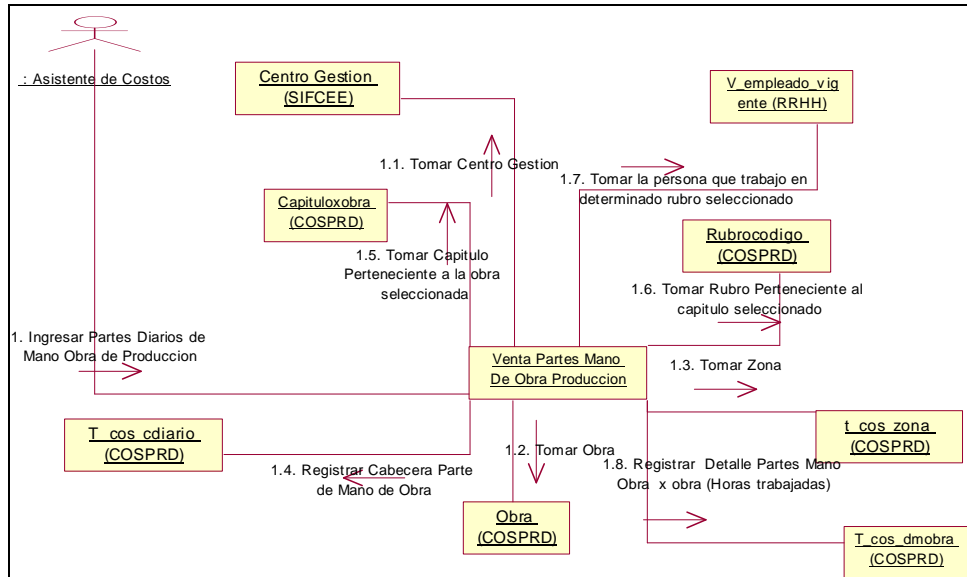 : Asistente de Costos
Centro Gestion
(SIFCEE)
V_empleado_vig
ente (RRHH)
1.1. Tomar Centro Gestion
1.7. Tomar la persona que trabajo en
determinado rubro seleccionado
Capituloxobra
(COSPRD)
Rubrocodigo
(COSPRD)
1.5. Tomar Capitulo
Perteneciente a la obra
seleccionada
1.6. Tomar Rubro Perteneciente al
capitulo seleccionado
1. Ingresar Partes Diarios de
Mano Obra de Produccion
Venta Partes Mano
De Obra Produccion
1.3. Tomar Zona
T_cos_cdiario
(COSPRD)
t_cos_zona
(COSPRD)
1.2. Tomar Obra
1.4. Registrar Cabecera Parte
de Mano de Obra
1.8. Registrar Detalle Partes Mano
Obra x obra (Horas trabajadas)
Obra
(COSPRD)
T_cos_dmobra
(COSPRD)